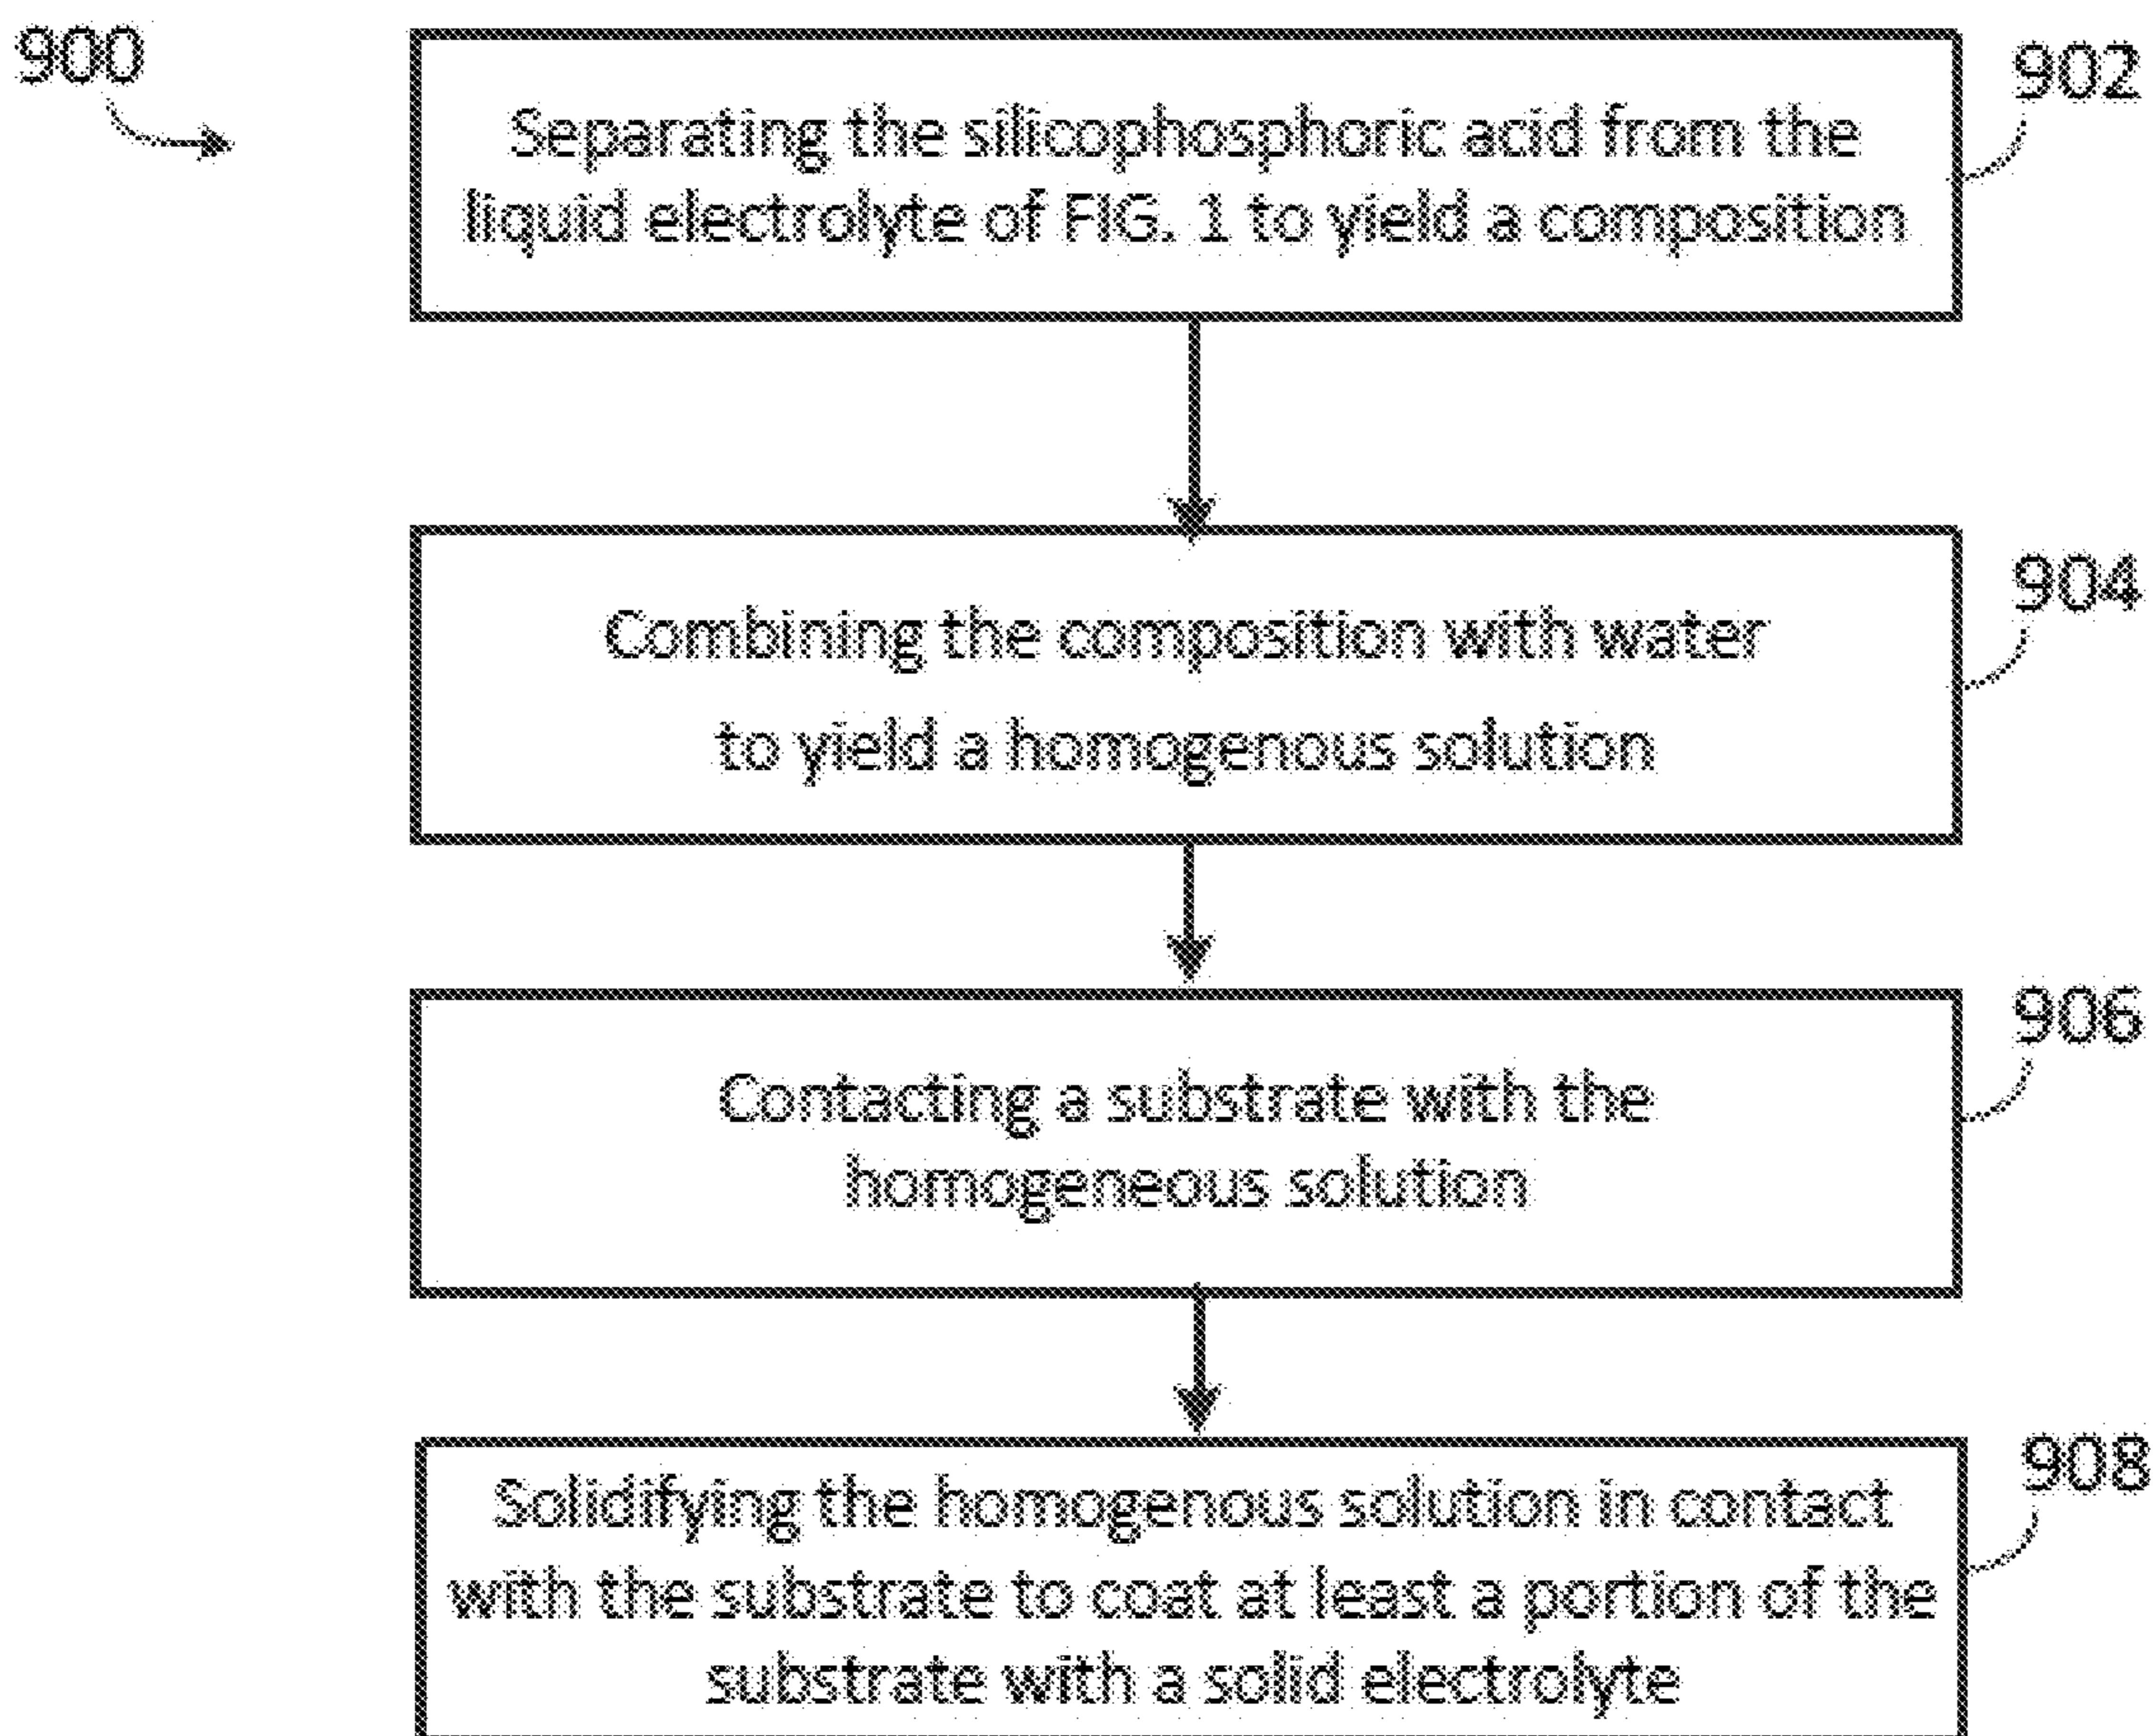 900
902
Separating the silicophosphoric acid from the
liquid electrolyte of FIG. 1 to yield a composition
904
Combining the composition with water
to yield a homogenous solution
906
Contacting a substrate with the
homogeneous solution
908
Solidifying the homogenous solution in contact
with the substrate to coat at least a portion of the
substrate with a solid electrolyte